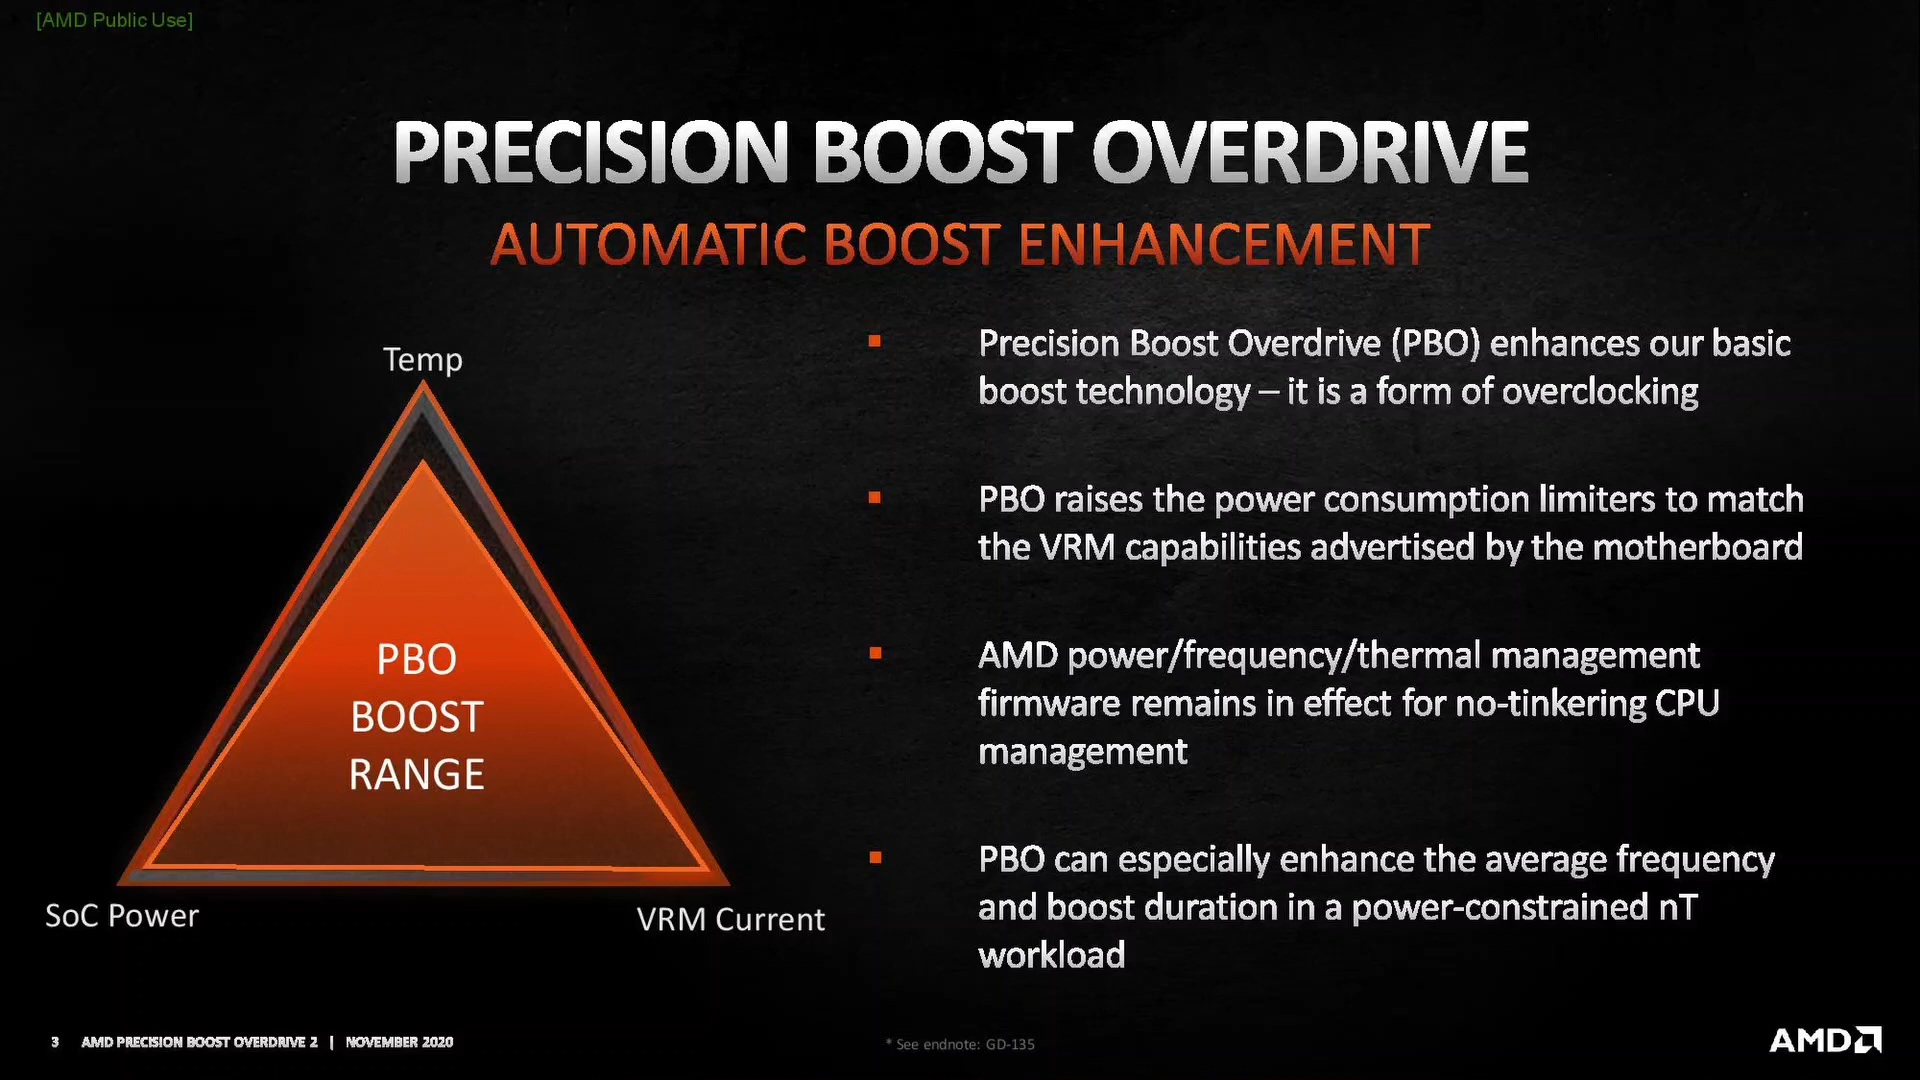 [AMD Public Use]
PRECISION BOOST OVERDRIVE
AUTOMATIC BOOST ENHANCEMENT
Temp
PBO
BOOST
RANGE
SoC Power
VRM Current
Precision Boost Overdrive (PBO) enhances our basic
boost technology – it is a form of overclocking
PBO raises the power consumption limiters to match
the VRM capabilities advertised by the motherboard
AMD power/frequency/thermal management
firmware remains in effect for no-tinkering CPU
management
PBO can especially enhance the average frequency
and boost duration in a power-constrained nT
workload
3 AMD PRECISION BOOST OVERDRIVE 2 | NOVEMBER 2020
* See endnote: GD-135
AMD